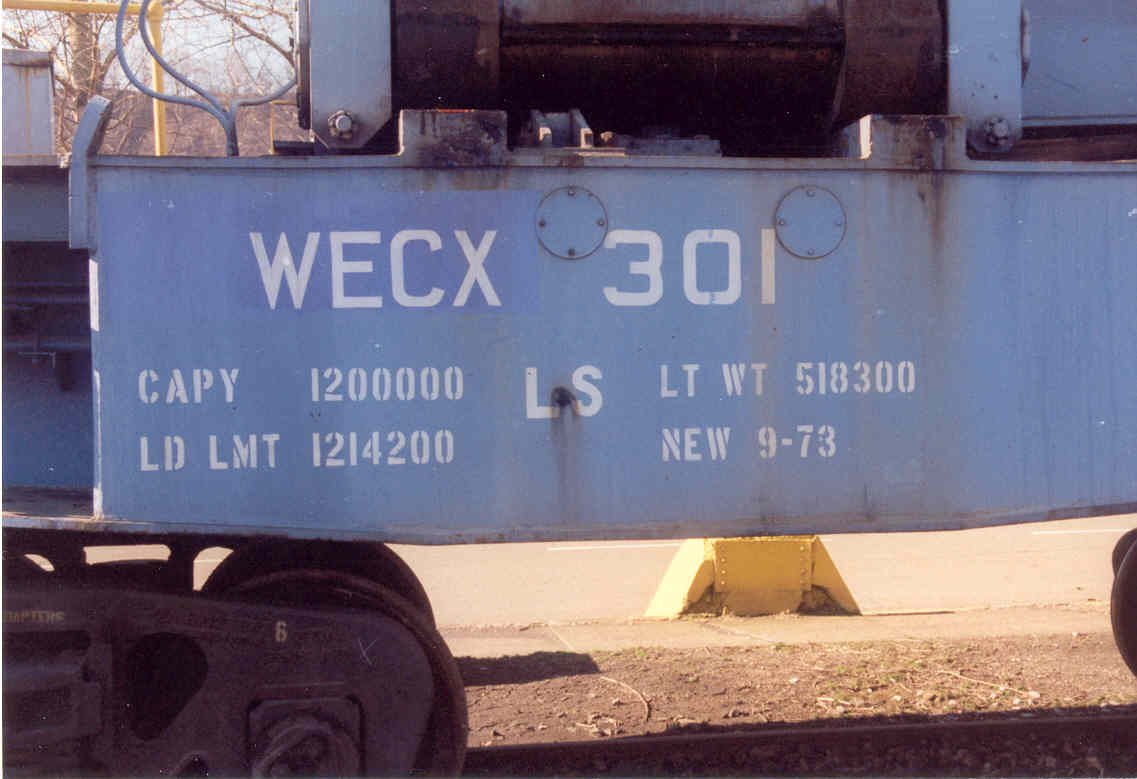 WECX 301
CAPY 1200000 LS LT WT 518300
LD LMT 1214200 NEW 9-73
6